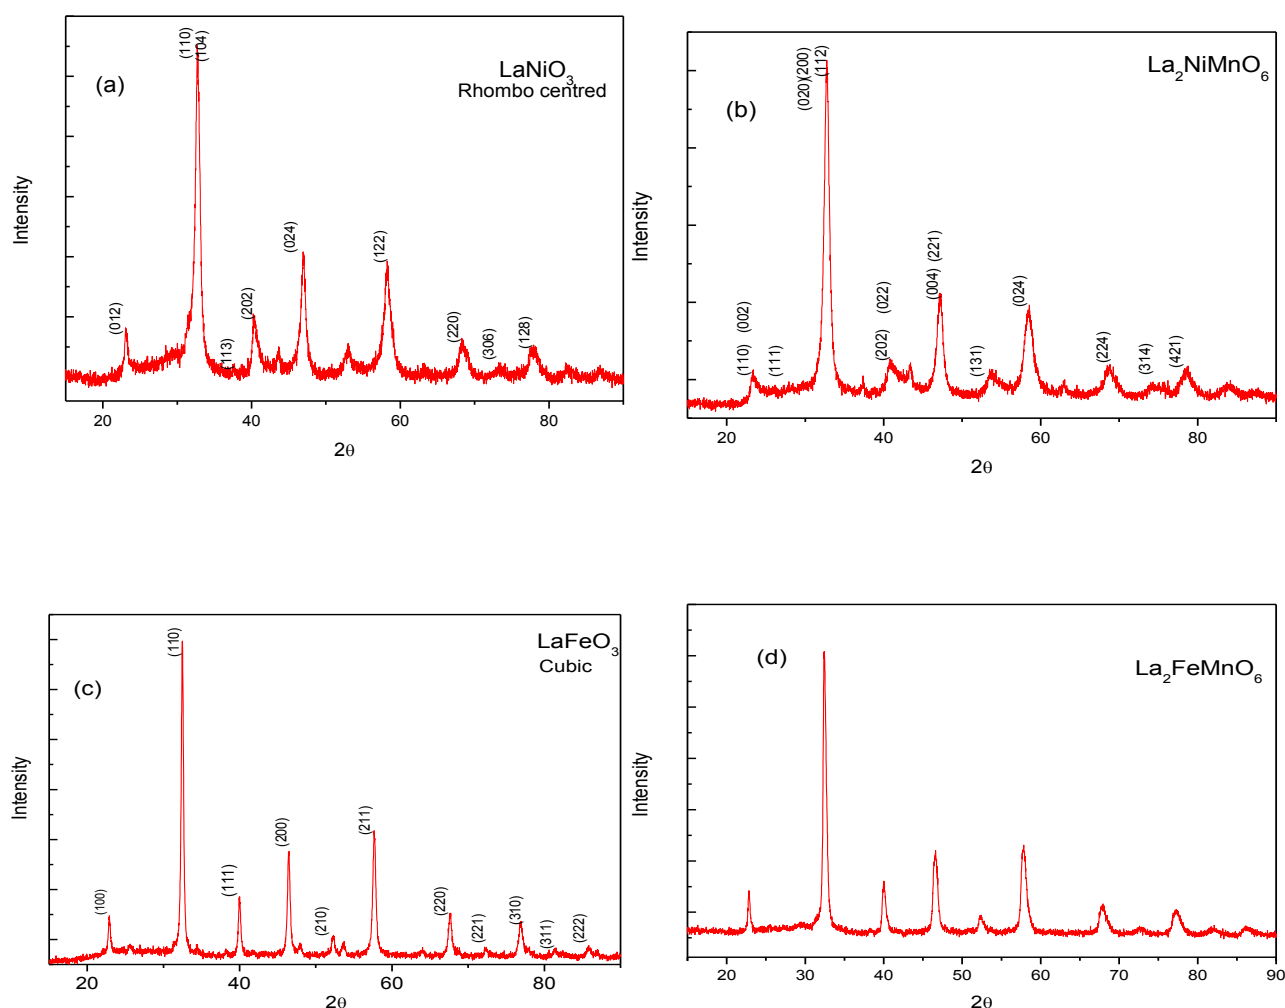 (a)
LaNiO₃
Rhombo centred
Intensity
(012)
(110)
(104)
(113)
(202)
(024)
(122)
(220)
(306)
(128)
20 40 60 80
2θ
(b)
La₂NiMnO₆
Intensity
(110) (002)
(111)
(020)(200)
(112)
(202) (022)
(004) (221)
(131)
(024)
(224)
(314)
(421)
20 40 60 80
2θ
(c)
LaFeO₃
Cubic
Intensity
(100)
(110)
(111)
(200)
(210)
(211)
(220)
(221)
(310)
(311)
(222)
20 40 60 80
2θ
(d)
La₂FeMnO₆
Intensity
20 30 40 50 60 70 80 90
2θ